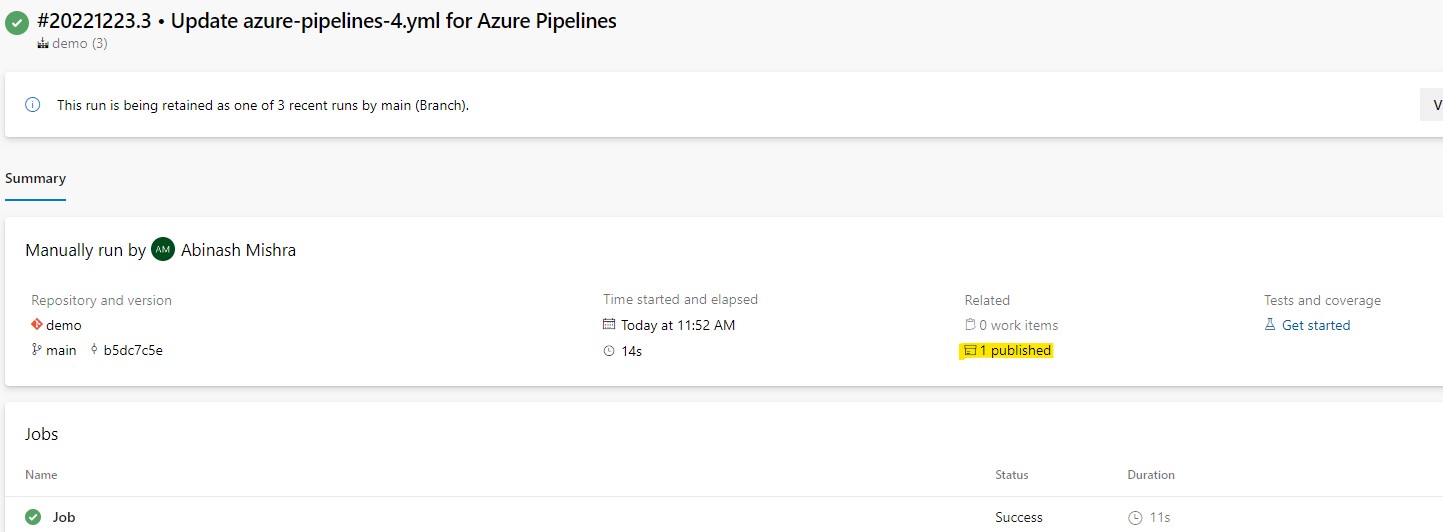 #20221223.3 • Update azure-pipelines-4.yml for Azure Pipelines
demo (3)
This run is being retained as one of 3 recent runs by main (Branch).
V
Summary
Manually run by AM Abinash Mishra
Repository and version
Time started and elapsed
Related
Tests and coverage
demo
Today at 11:52 AM
0 work items
Get started
main b5dc7c5e
14s
1 published
Jobs
Name
Status
Duration
Job
Success
11s